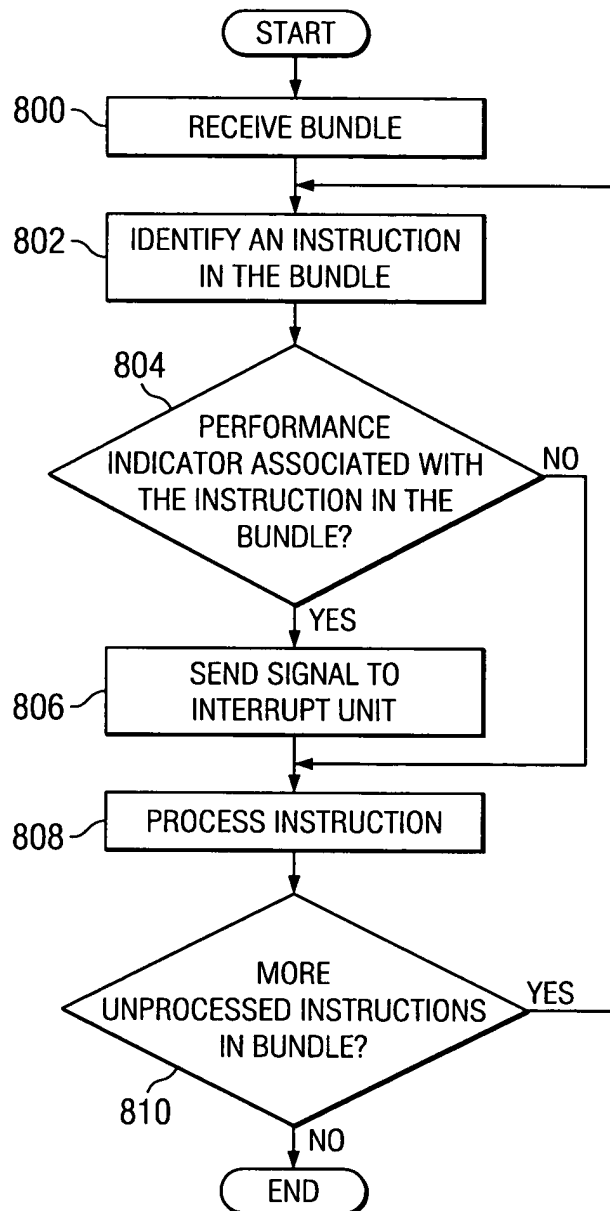 START
800
RECEIVE BUNDLE
802
IDENTIFY AN INSTRUCTION
IN THE BUNDLE
804
PERFORMANCE
INDICATOR ASSOCIATED WITH
THE INSTRUCTION IN THE
BUNDLE?
NO
YES
806
SEND SIGNAL TO
INTERRUPT UNIT
808
PROCESS INSTRUCTION
MORE
UNPROCESSED INSTRUCTIONS
IN BUNDLE?
YES
810
NO
END